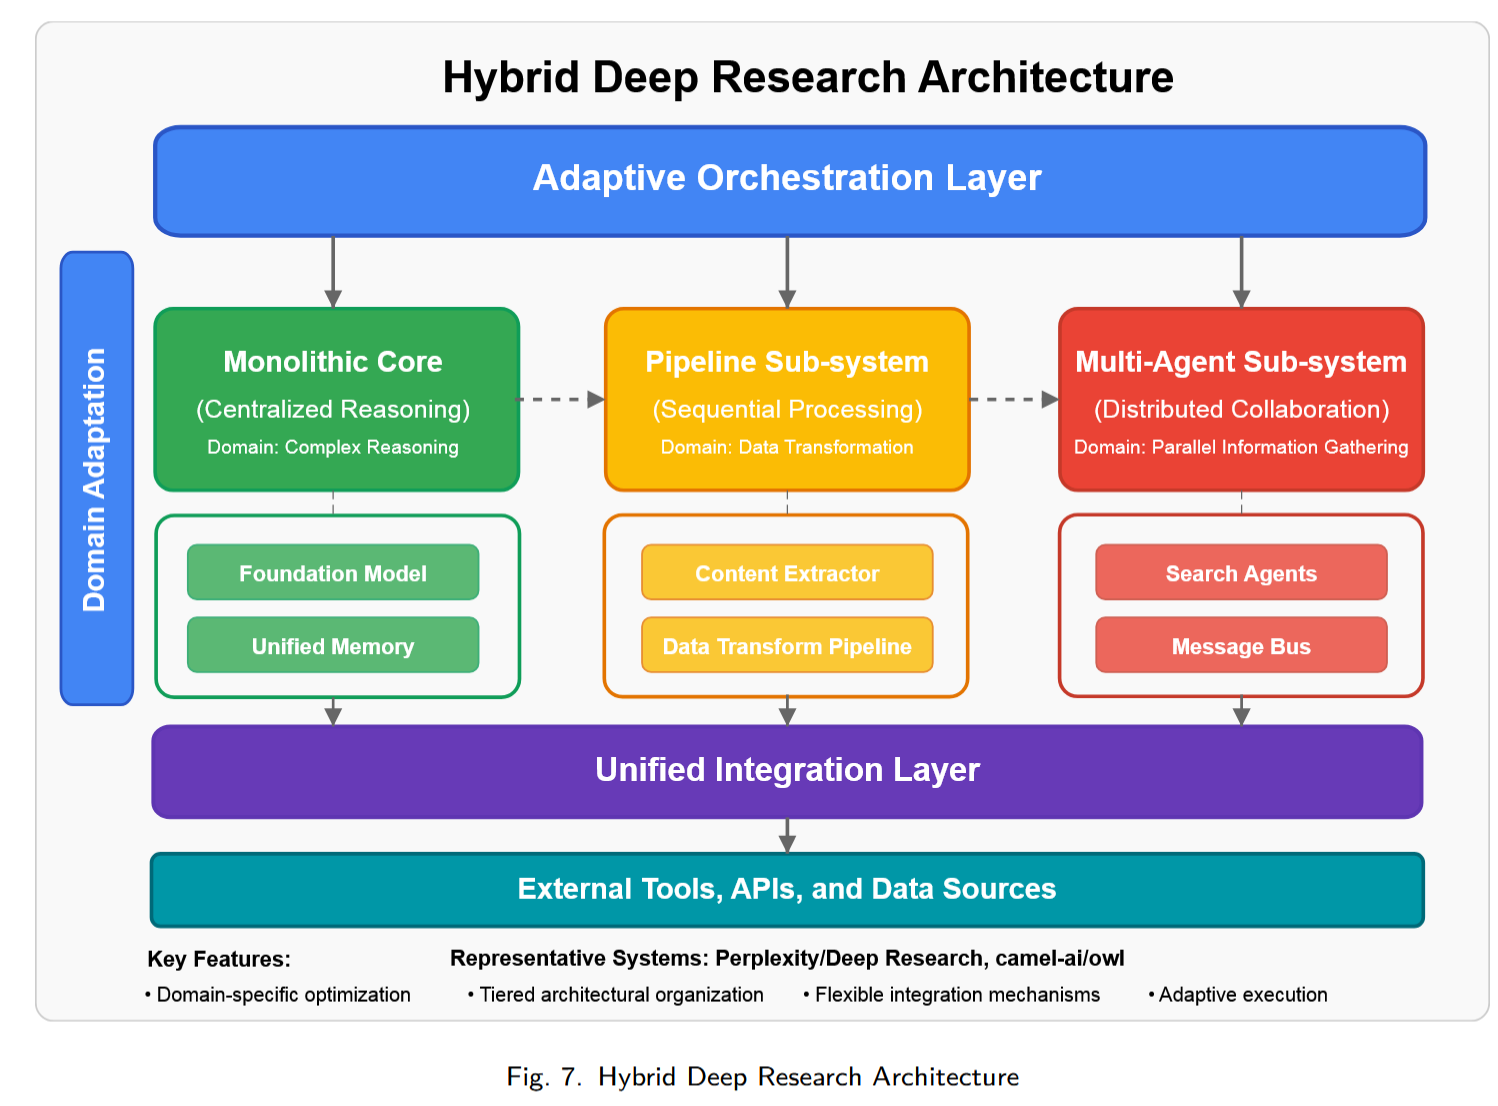 Hybrid Deep Research Architecture
Adaptive Orchestration Layer
Domain Adaptation
Monolithic Core
(Centralized Reasoning)
Domain: Complex Reasoning
Pipeline Sub-system
(Sequential Processing)
Domain: Data Transformation
Multi-Agent Sub-system
(Distributed Collaboration)
Domain: Parallel Information Gathering
Foundation Model
Unified Memory
Content Extractor
Data Transform Pipeline
Search Agents
Message Bus
Unified Integration Layer
External Tools, APIs, and Data Sources
Key Features:
Representative Systems: Perplexity/Deep Research, camel-ai/owl
• Domain-specific optimization
• Tiered architectural organization
• Flexible integration mechanisms
• Adaptive execution
Fig. 7. Hybrid Deep Research Architecture